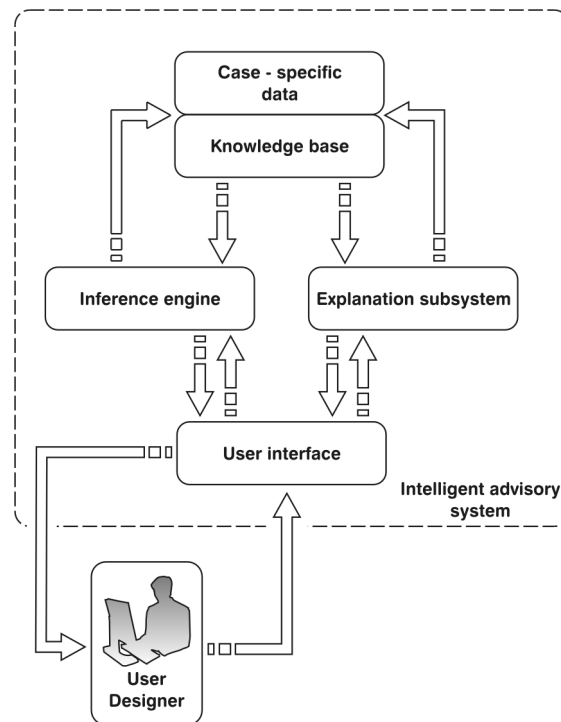 Case - specific
data
Knowledge base
Inference engine
Explanation subsystem
User interface
Intelligent advisory
system
User
Designer